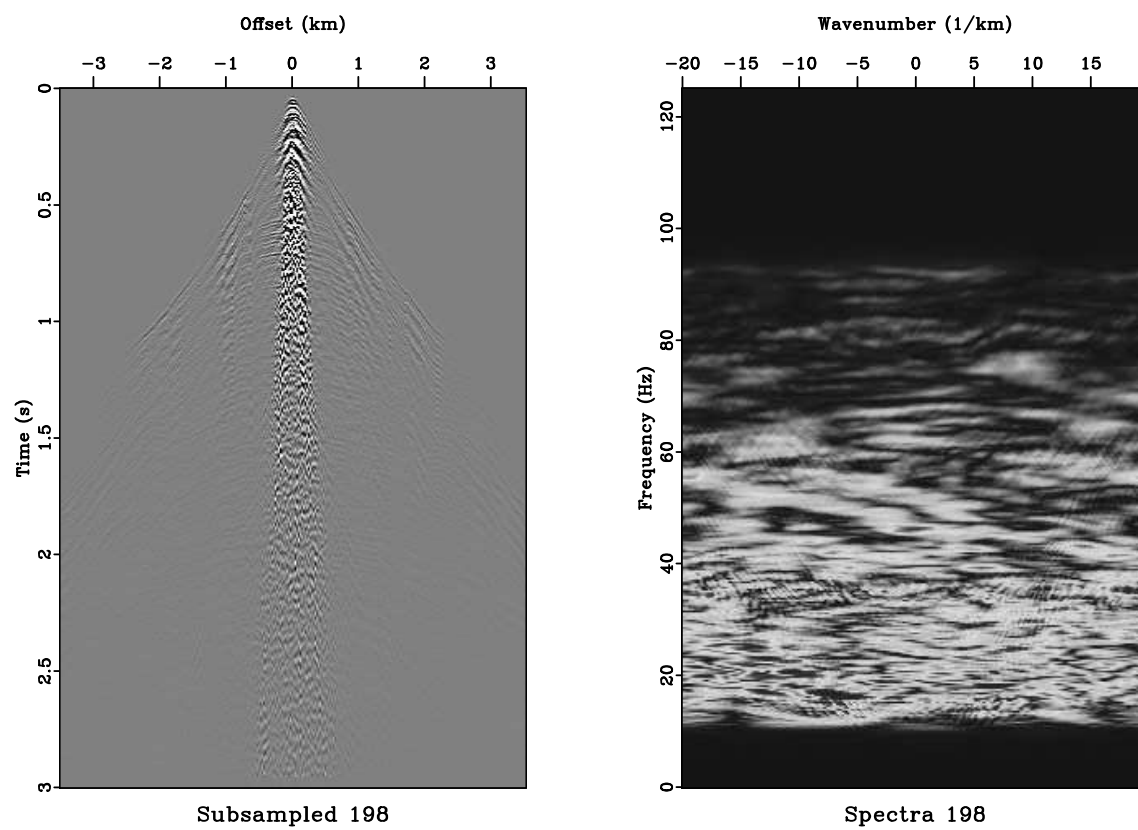 Offset (km)
−3 −2 −1 0 1 2 3
0
0.5
1
1.5
2
2.5
3
Time (s)
Subsampled 198
Wavenumber (1/km)
−20 −15 −10 −5 0 5 10 15
120
100
80
60
40
20
0
Frequency (Hz)
Spectra 198